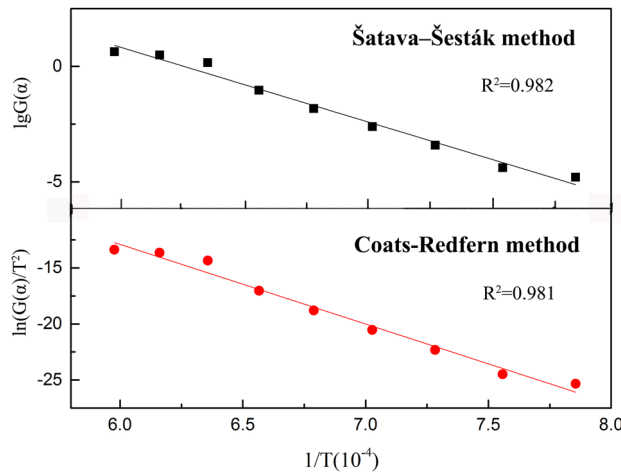 Šatava–Šesták method
R²=0.982
lgG(α)
0
-5
Coats-Redfern method
R²=0.981
ln(G(α)/T²)
-15
-20
-25
6.0 6.5 7.0 7.5 8.0
1/T(10⁻⁴)